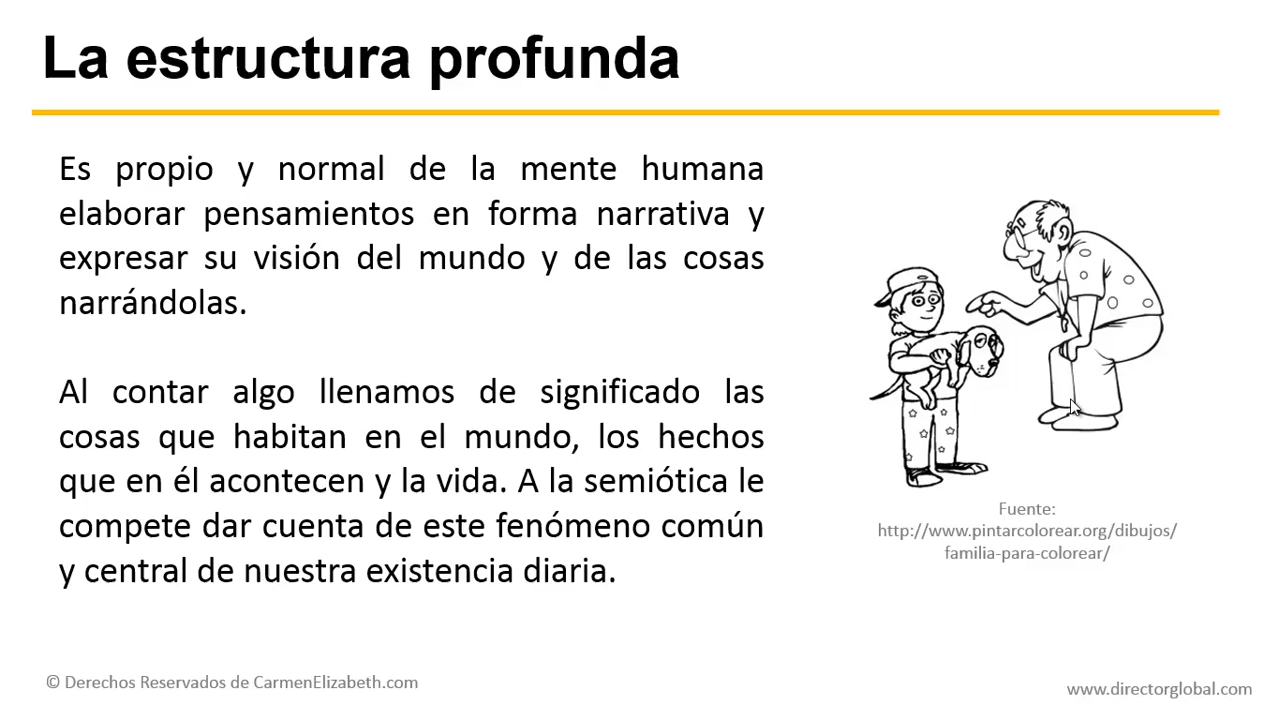 La estructura profunda
Es propio y normal de la mente humana
elaborar pensamientos en forma narrativa y
expresar su visión del mundo y de las cosas
narrándolas.
Al contar algo llenamos de significado las
cosas que habitan en el mundo, los hechos
que en él acontecen y la vida. A la semiótica le
compete dar cuenta de este fenómeno común
y central de nuestra existencia diaria.
Fuente:
http://www.pintarcolorear.org/dibujos/
familia-para-colorear/
© Derechos Reservados de CarmenElizabeth.com
www.directorglobal.com